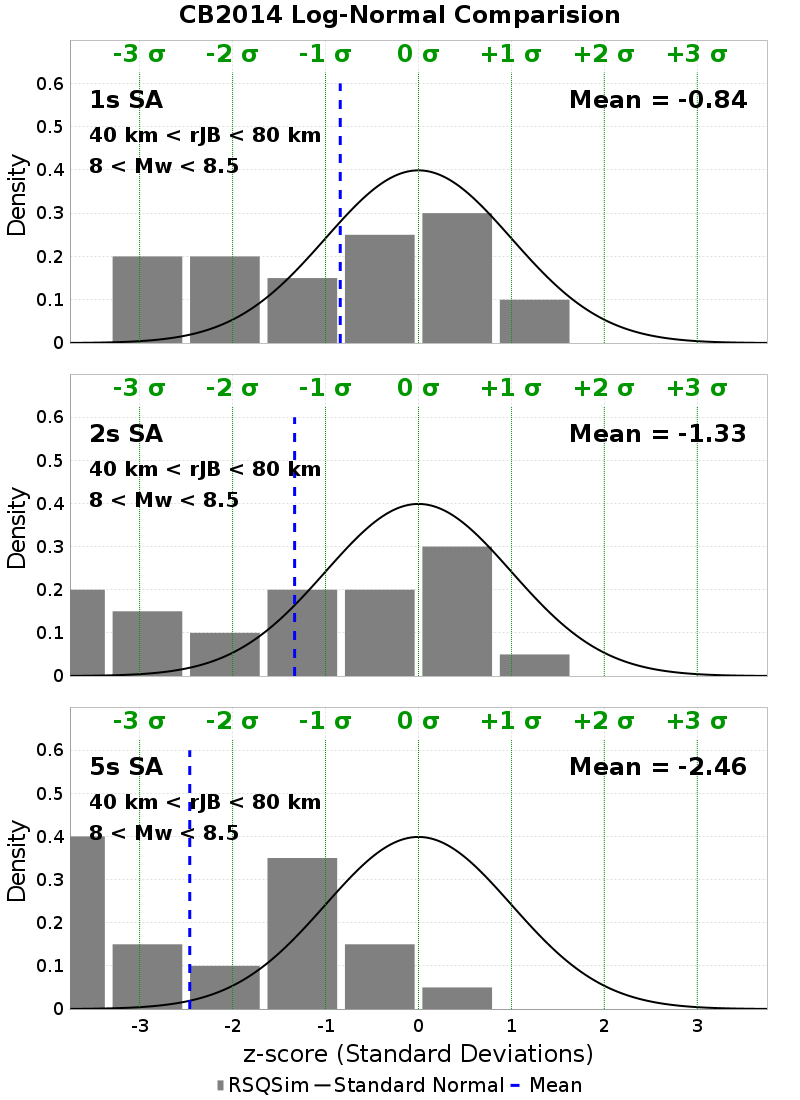 CB2014 Log-Normal Comparision
-3 σ -2 σ -1 σ 0 σ +1 σ +2 σ +3 σ
0.6
1s SA Mean = -0.84
0.5
40 km < rJB < 80 km
8 < Mw < 8.5
0.4
Density
0.3
0.2
0.1
0
-3 σ -2 σ -1 σ 0 σ +1 σ +2 σ +3 σ
0.6
2s SA Mean = -1.33
0.5
40 km < rJB < 80 km
8 < Mw < 8.5
0.4
Density
0.3
0.2
0.1
0
-3 σ -2 σ -1 σ 0 σ +1 σ +2 σ +3 σ
0.6
5s SA Mean = -2.46
0.5
40 km < rJB < 80 km
8 < Mw < 8.5
0.4
Density
0.3
0.2
0.1
0
-3 -2 -1 0 1 2 3
z-score (Standard Deviations)
RSQSim Standard Normal Mean